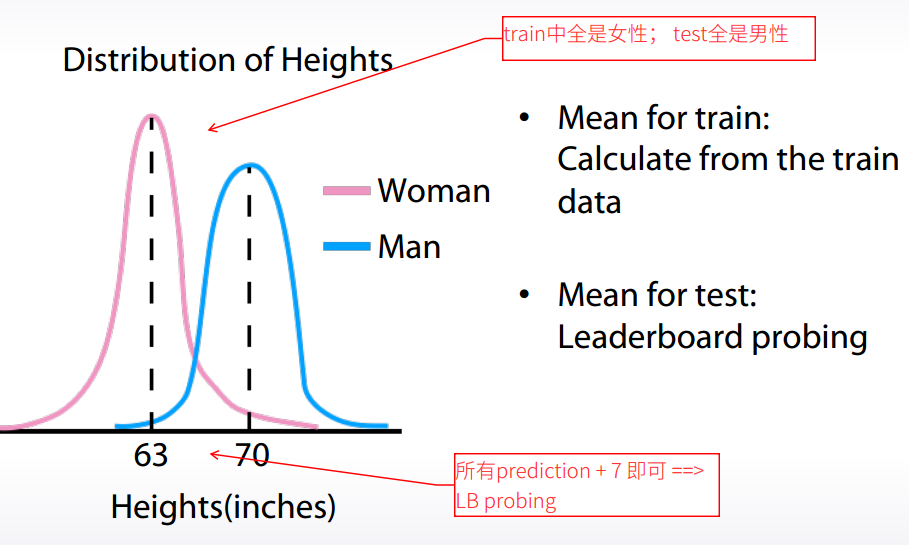 train中全是女性； test全是男性
Distribution of Heights
Woman
Man
63
70
Heights(inches)
• Mean for train:
Calculate from the train
data
• Mean for test:
Leaderboard probing
所有prediction + 7 即可 ==>
LB probing